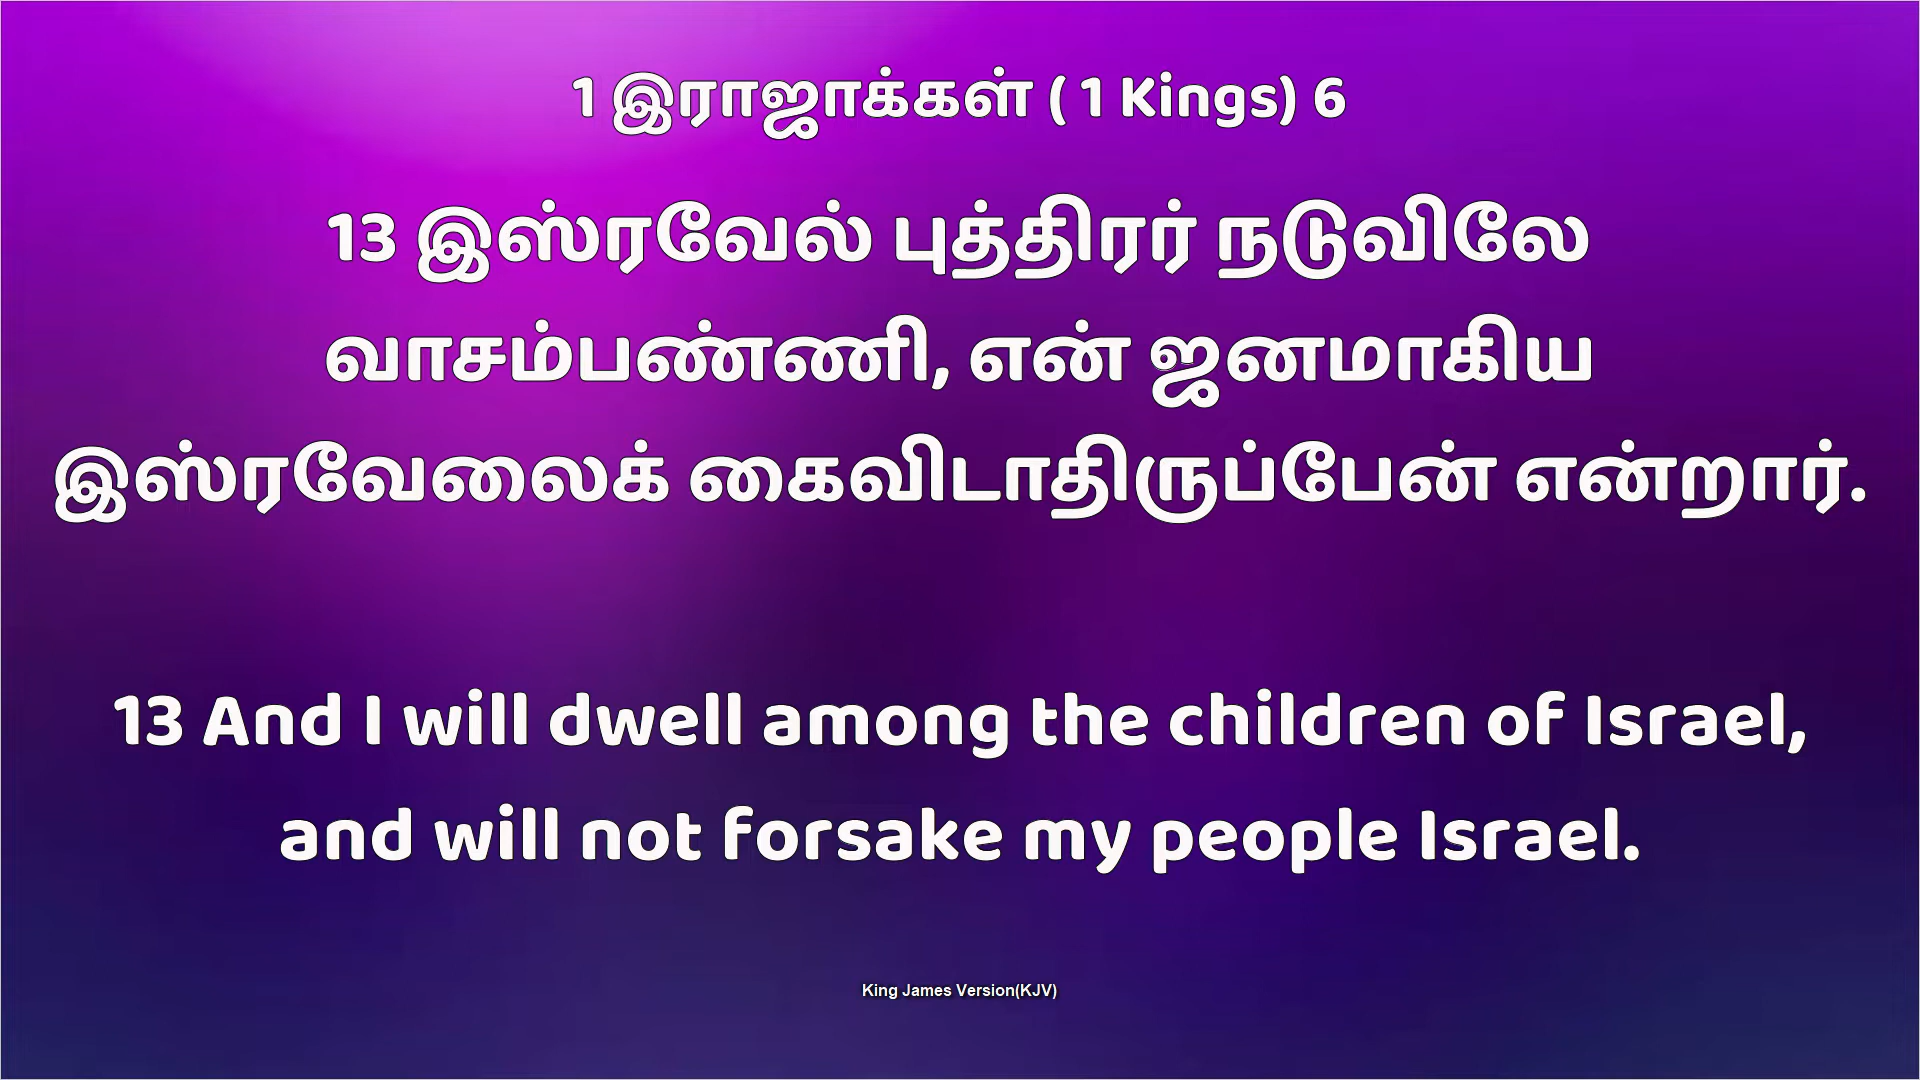 1 இராஜாக்கள் ( 1 Kings) 6
13 இஸ்ரவேல் புத்திரர் நடுவிலே
வாசம்பண்ணி, என் ஜனமாகிய
இஸ்ரவேலைக் கைவிடாதிருப்பேன் என்றார்.
13 And I will dwell among the children of Israel,
and will not forsake my people Israel.
King James Version(KJV)